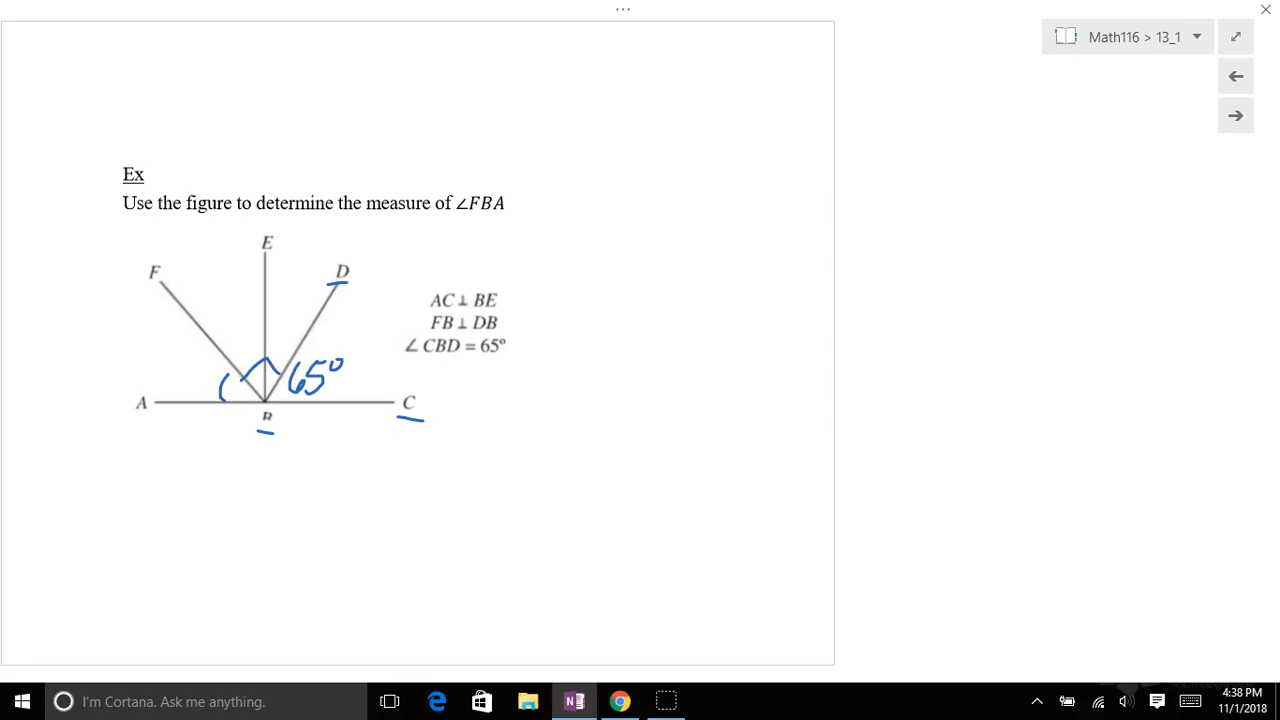 ...
Math116 > 13_1
Ex
Use the figure to determine the measure of ∠FBA
E
F
D
AC ⊥ BE
FB ⊥ DB
∠ CBD = 65°
65°
A
B
C
I'm Cortana. Ask me anything.
4:38 PM
11/1/2018